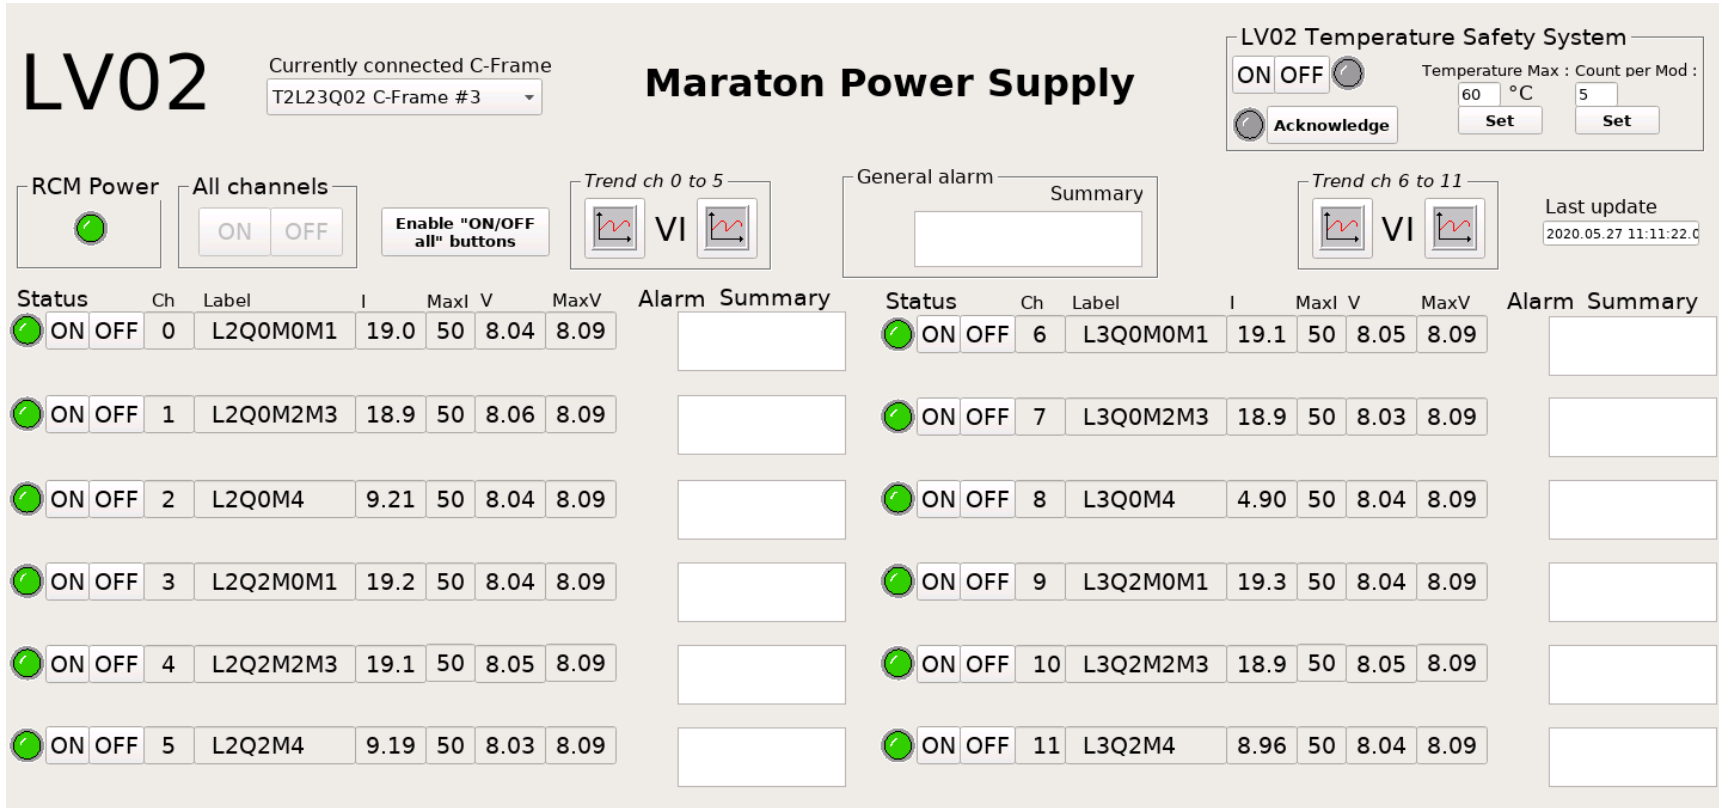 LV02
Currently connected C-Frame
T2L23Q02 C-Frame #3
Maraton Power Supply
LV02 Temperature Safety System
ON OFF
Temperature Max : Count per Mod :
60 °C 5
Acknowledge
Set Set
RCM Power
All channels
ON OFF
Enable "ON/OFF
all" buttons
Trend ch 0 to 5
VI
General alarm
Summary
Trend ch 6 to 11
VI
Last update
2020.05.27 11:11:22.0
Status Ch Label I MaxI V MaxV Alarm Summary
ON OFF 0 L2Q0M0M1 19.0 50 8.04 8.09
ON OFF 1 L2Q0M2M3 18.9 50 8.06 8.09
ON OFF 2 L2Q0M4 9.21 50 8.04 8.09
ON OFF 3 L2Q2M0M1 19.2 50 8.04 8.09
ON OFF 4 L2Q2M2M3 19.1 50 8.05 8.09
ON OFF 5 L2Q2M4 9.19 50 8.03 8.09
Status Ch Label I MaxI V MaxV Alarm Summary
ON OFF 6 L3Q0M0M1 19.1 50 8.05 8.09
ON OFF 7 L3Q0M2M3 18.9 50 8.03 8.09
ON OFF 8 L3Q0M4 4.90 50 8.04 8.09
ON OFF 9 L3Q2M0M1 19.3 50 8.04 8.09
ON OFF 10 L3Q2M2M3 18.9 50 8.05 8.09
ON OFF 11 L3Q2M4 8.96 50 8.04 8.09